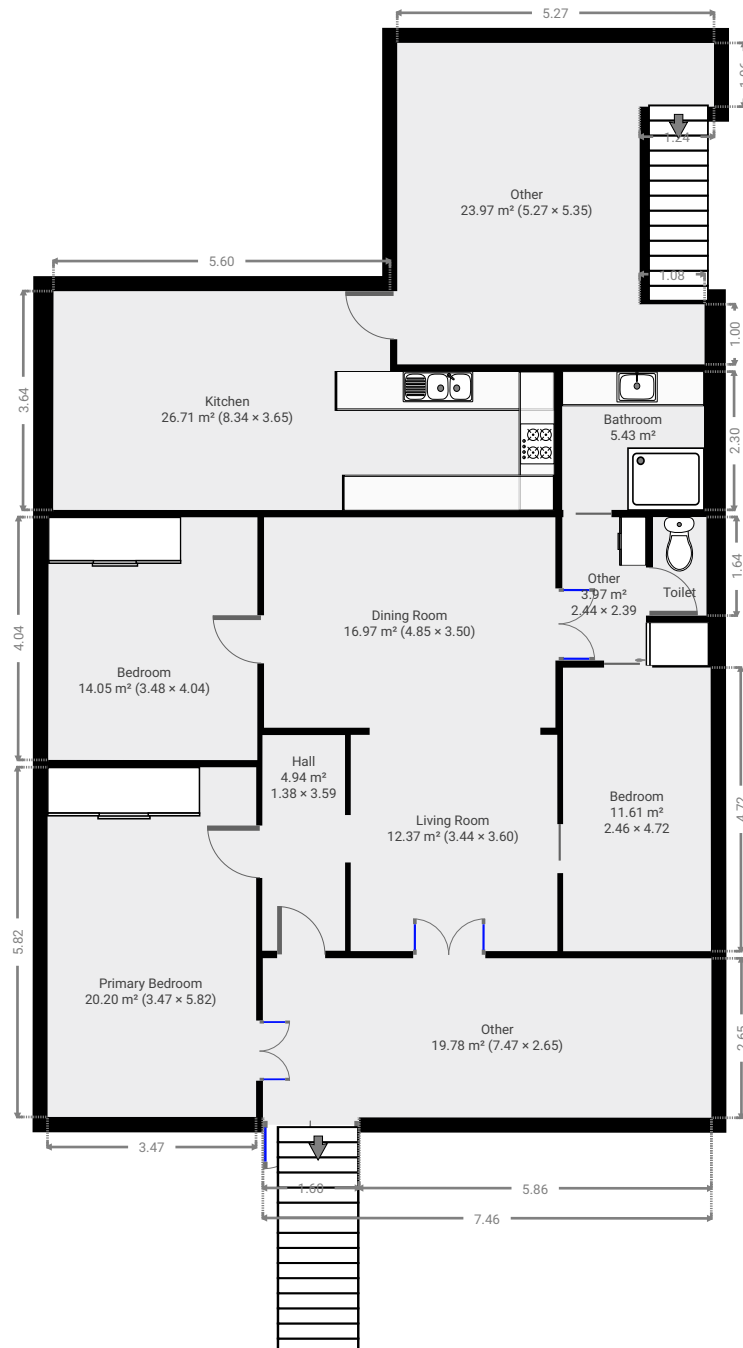 5.27
1.24
Other
23.97 m² (5.27 × 5.35)
5.60
1.08
1.00
3.64
Kitchen
26.71 m² (8.34 × 3.65)
Bathroom
5.43 m²
2.30
1.64
Other
3.97 m²
2.44 × 2.39
Toilet
4.04
Dining Room
16.97 m² (4.85 × 3.50)
Bedroom
14.05 m² (3.48 × 4.04)
Hall
4.94 m²
1.38 × 3.59
Living Room
12.37 m² (3.44 × 3.60)
Bedroom
11.61 m²
2.46 × 4.72
4.72
5.82
Primary Bedroom
20.20 m² (3.47 × 5.82)
Other
19.78 m² (7.47 × 2.65)
2.65
3.47
1.60
5.86
7.46